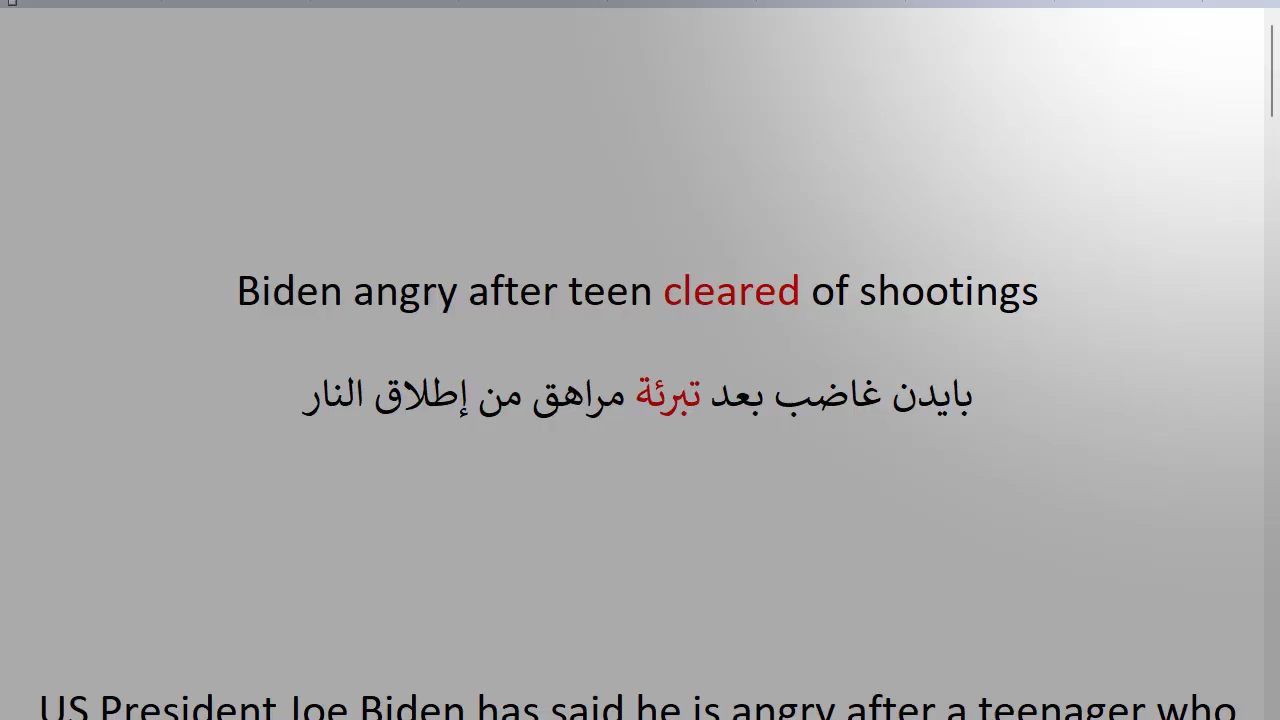 Biden angry after teen cleared of shootings
بايدن غاضب بعد تبرئة مراهق من إطلاق النار
US President Joe Biden has said he is angry after a teenager who